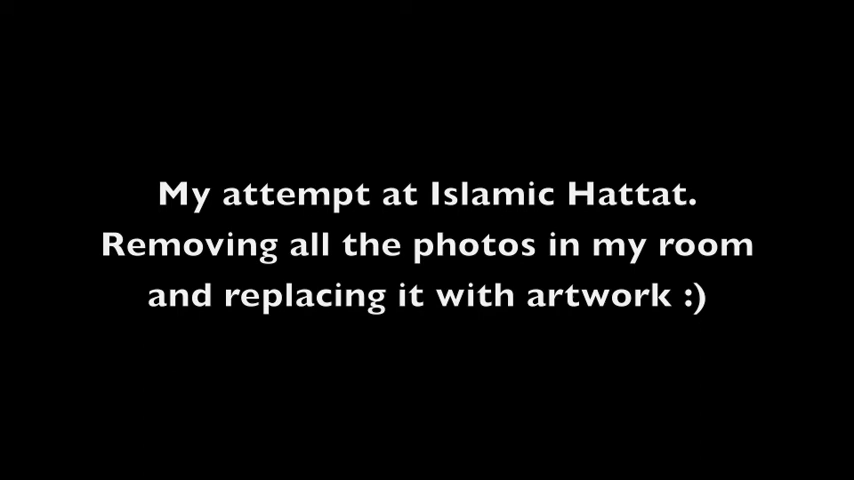 My attempt at Islamic Hattat.
Removing all the photos in my room
and replacing it with artwork :)